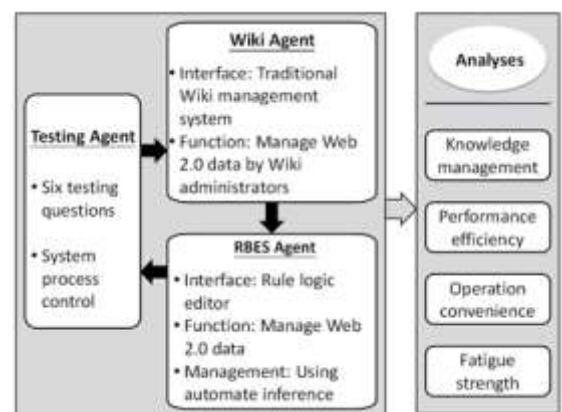 Testing Agent
• Six testing
questions
• System
process
control
Wiki Agent
• Interface: Traditional
Wiki management
system
• Function: Manage Web
2.0 data by Wiki
administrators
RBES Agent
• Interface: Rule logic
editor
• Function: Manage Web
2.0 data
• Management: Using
automate inference
Analyses
Knowledge
management
Performance
efficiency
Operation
convenience
Fatigue
strength